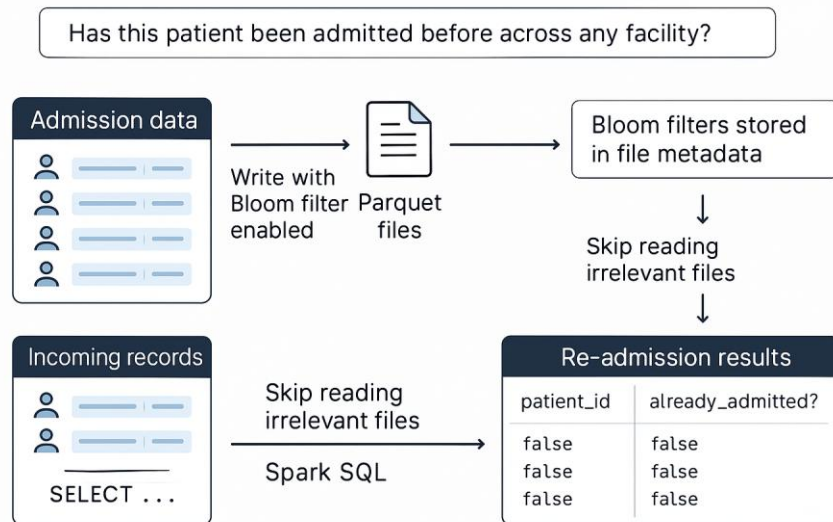 Has this patient been admitted before across any facility?
Admission data
Write with
Bloom filter
enabled
Parquet
files
Bloom filters stored
in file metadata
Skip reading
irrelevant files
Incoming records
SELECT ...
Skip reading
irrelevant files
Spark SQL
Re-admission results
patient_id already_admitted?
false false
false false
false false